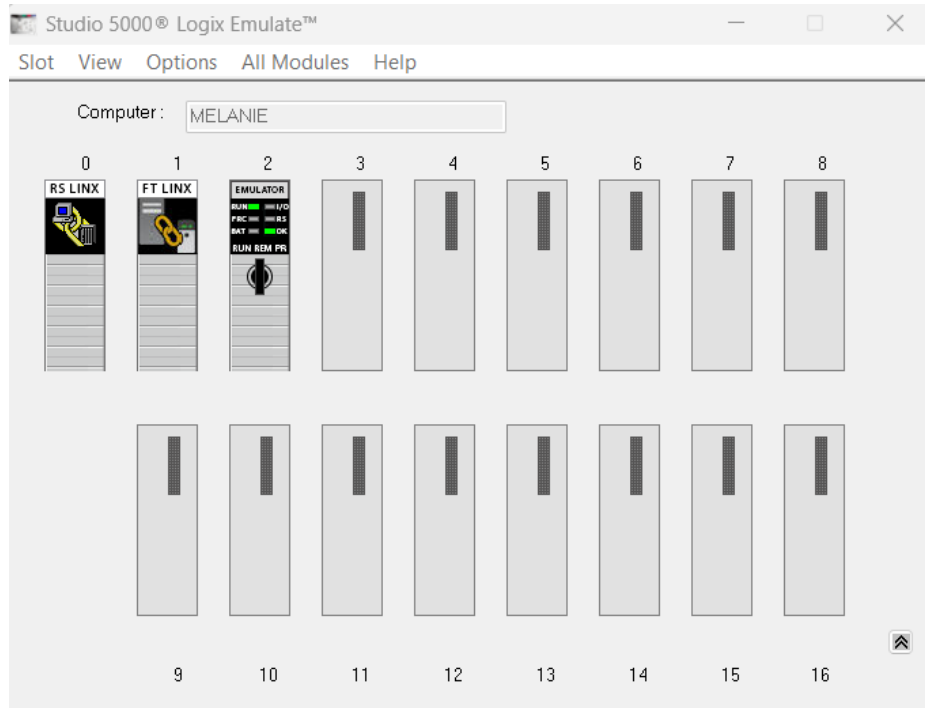 Studio 5000® Logix Emulate™
Slot View Options All Modules Help
Computer : MELANIE
0 1 2 3 4 5 6 7 8
RS LINX FT LINX EMULATOR
RUN I/O
FRC RS
BAT OK
RUN REM PR
9 10 11 12 13 14 15 16